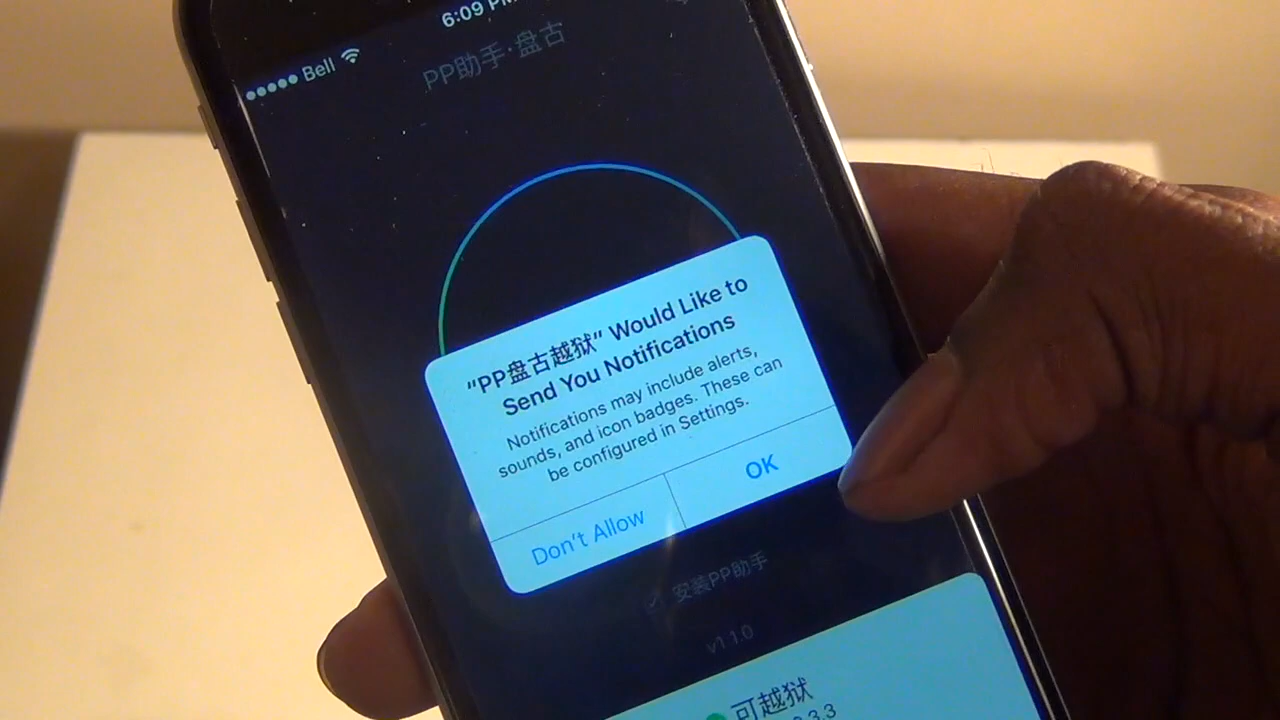 6:09 PM
●●●●● Bell
PP助手·盘古
"PP盘古越狱" Would Like to
Send You Notifications
Notifications may include alerts,
sounds, and icon badges. These can
be configured in Settings.
Don't Allow
OK
✓ 安装PP助手
v1.1.0
可越狱
3.3